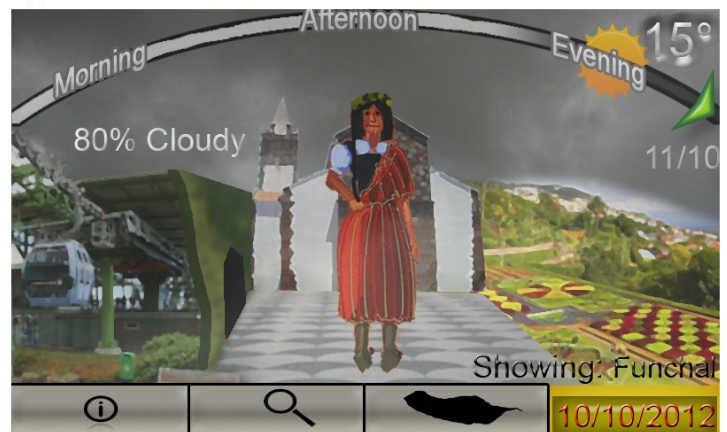 Afternoon
Morning
Evening
15°
80% Cloudy
11/10
Showing: Funchal
10/10/2012